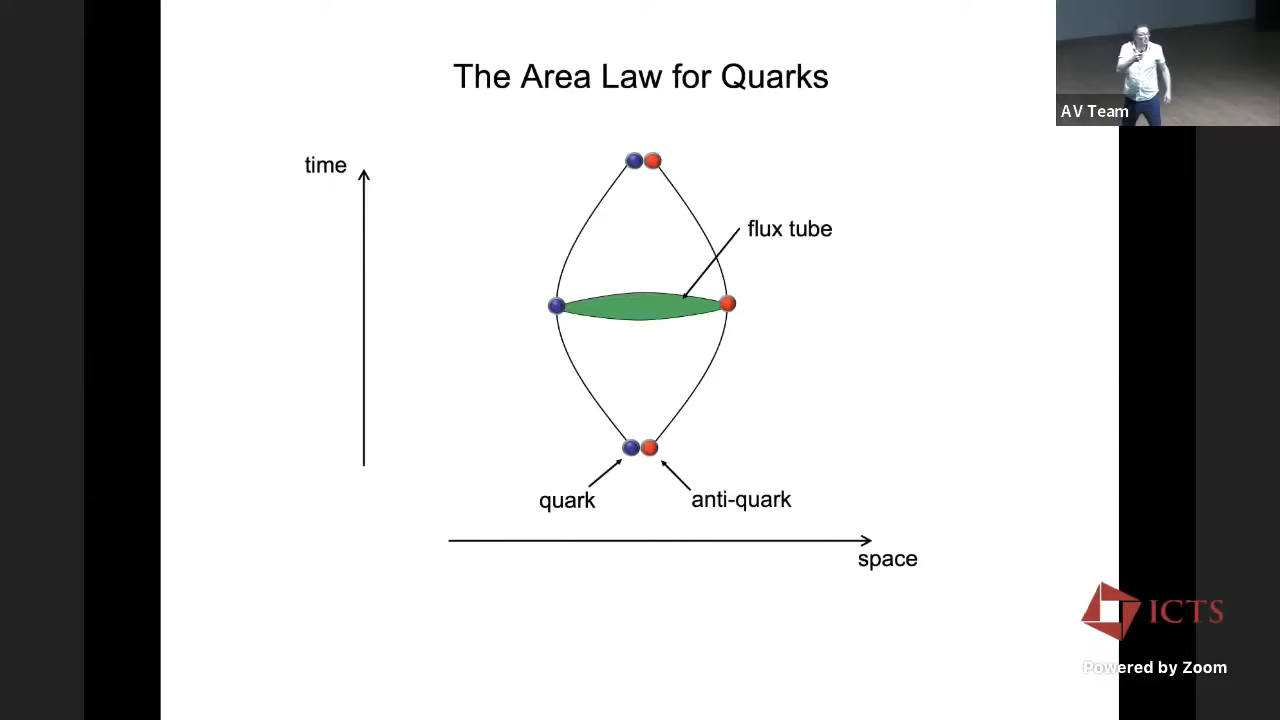 The Area Law for Quarks
AV Team
time
flux tube
quark
anti-quark
space
ICTS
Powered by Zoom